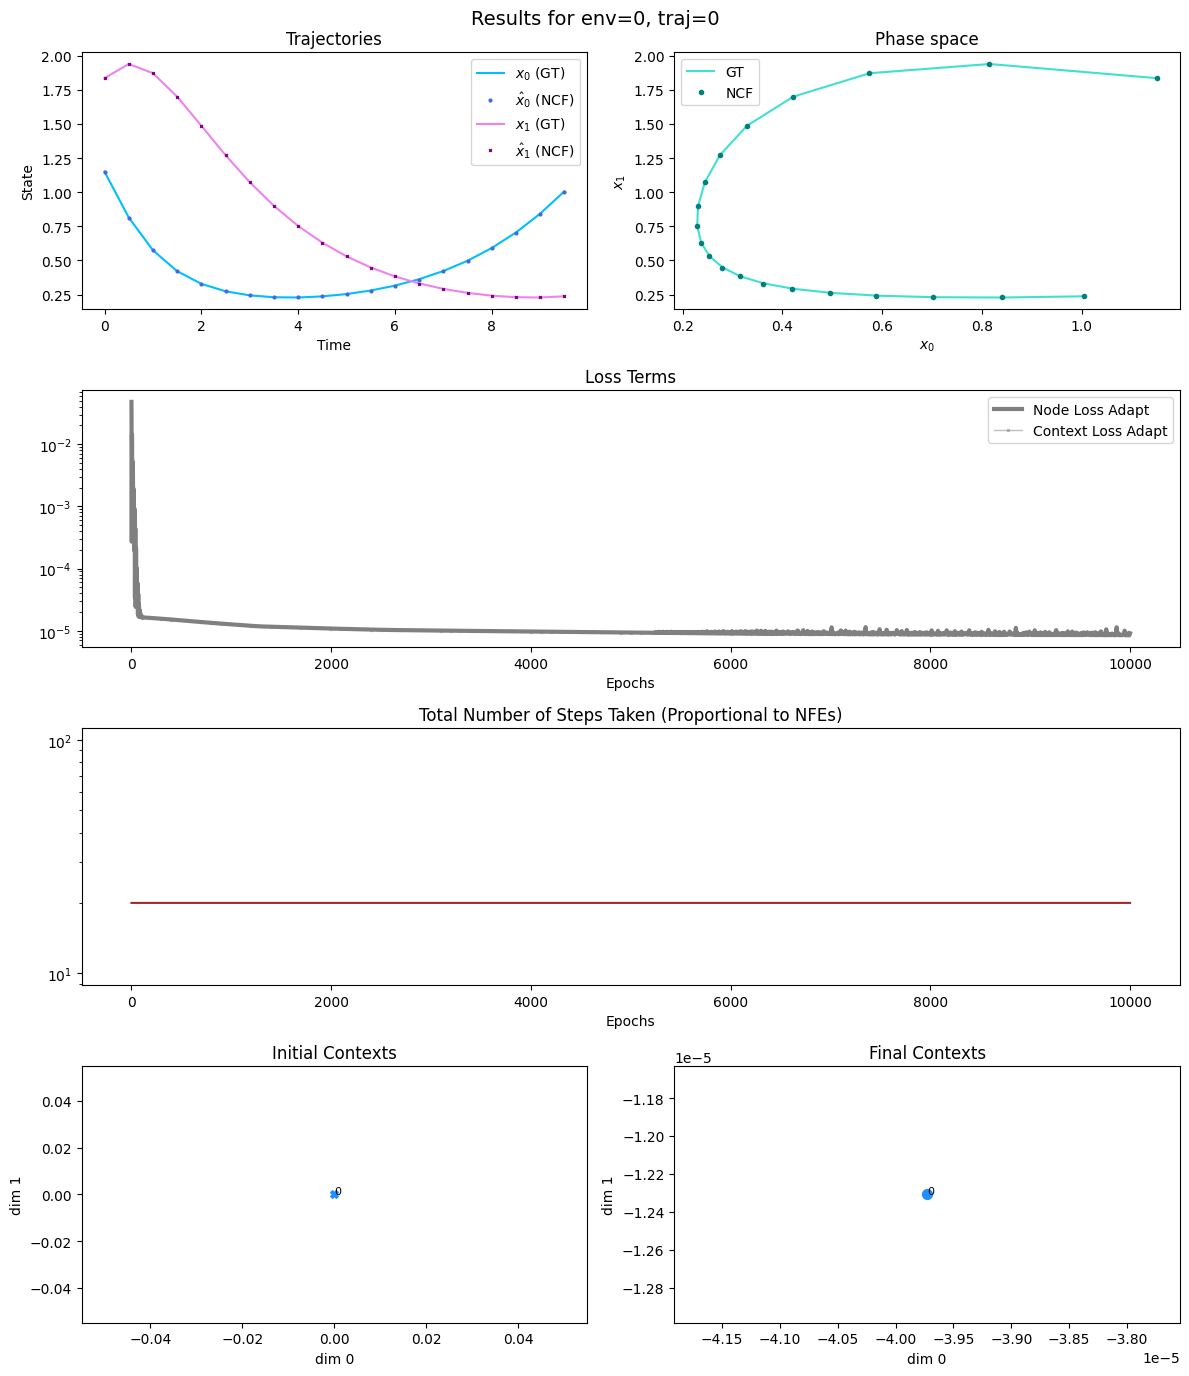 Results for env=0, traj=0
Trajectories
2.00
1.75
1.50
1.25
1.00
0.75
0.50
0.25
State
x₀ (GT)
x̂₀ (NCF)
x₁ (GT)
x̂₁ (NCF)
0 2 4 6 8
Time
Phase space
2.00
1.75
1.50
1.25
1.00
0.75
0.50
0.25
x₁
GT
NCF
0.2 0.4 0.6 0.8 1.0
x₀
Loss Terms
10⁻²
10⁻³
10⁻⁴
10⁻⁵
Node Loss Adapt
Context Loss Adapt
0 2000 4000 6000 8000 10000
Epochs
Total Number of Steps Taken (Proportional to NFEs)
10²
10¹
0 2000 4000 6000 8000 10000
Epochs
Initial Contexts
0.04
0.02
0.00
−0.02
−0.04
dim 1
0
−0.04 −0.02 0.00 0.02 0.04
dim 0
Final Contexts
1e−5
−1.18
−1.20
−1.22
−1.24
−1.26
−1.28
dim 1
0
−4.15 −4.10 −4.05 −4.00 −3.95 −3.90 −3.85 −3.80
dim 0
1e−5